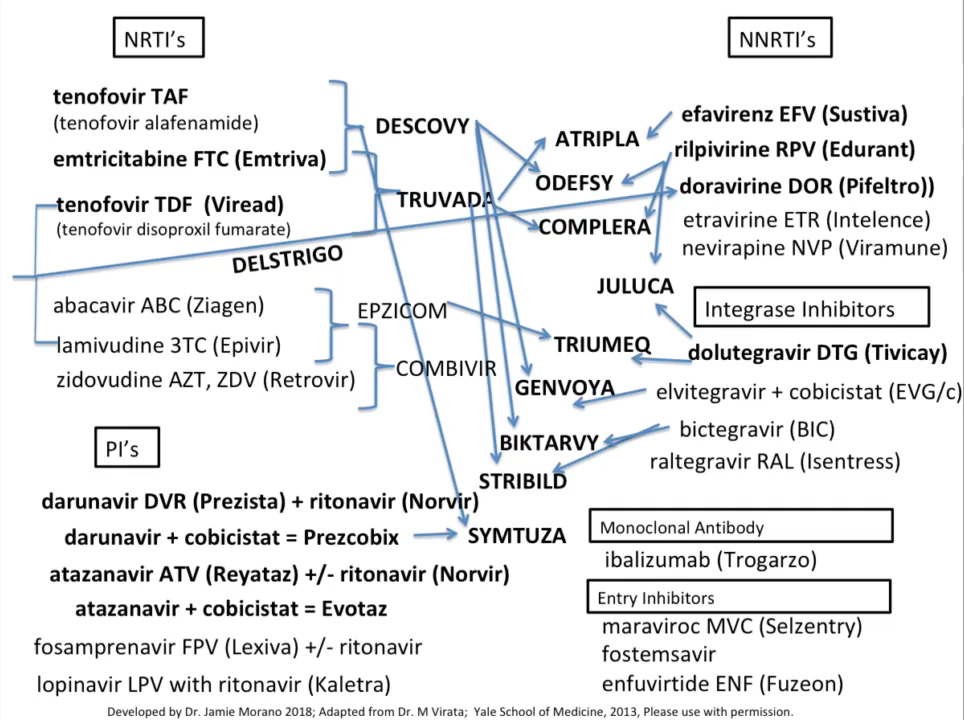 NRTI's
tenofovir TAF
(tenofovir alafenamide)
emtricitabine FTC (Emtriva)
tenofovir TDF (Viread)
(tenofovir disoproxil fumarate)
DELSTRIGO
abacavir ABC (Ziagen)
lamivudine 3TC (Epivir)
zidovudine AZT, ZDV (Retrovir)
DESCOVY
TRUVADA
EPZICOM
COMBIVIR
ATRIPLA
ODEFSY
COMPLERA
JULUCA
TRIUMEQ
GENVOYA
BIKTARVY
STRIBILD
SYMTUZA
NNRTI's
efavirenz EFV (Sustiva)
rilpivirine RPV (Edurant)
doravirine DOR (Pifeltro))
etravirine ETR (Intelence)
nevirapine NVP (Viramune)
Integrase Inhibitors
dolutegravir DTG (Tivicay)
elvitegravir + cobicistat (EVG/c)
bictegravir (BIC)
raltegravir RAL (Isentress)
PI's
darunavir DVR (Prezista) + ritonavir (Norvir)
darunavir + cobicistat = Prezcobix
atazanavir ATV (Reyataz) +/- ritonavir (Norvir)
atazanavir + cobicistat = Evotaz
fosamprenavir FPV (Lexiva) +/- ritonavir
lopinavir LPV with ritonavir (Kaletra)
Monoclonal Antibody
ibalizumab (Trogarzo)
Entry Inhibitors
maraviroc MVC (Selzentry)
fostemsavir
enfuvirtide ENF (Fuzeon)
Developed by Dr. Jamie Morano 2018; Adapted from Dr. M Virata; Yale School of Medicine, 2013, Please use with permission.